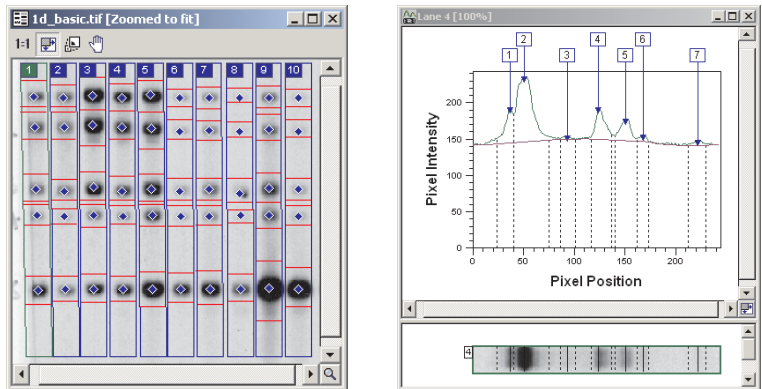 1d_basic.tif [Zoomed to fit]
1=1
1 2 3 4 5 6 7 8 9 10
Lane 4 [100%]
1 2 3 4 5 6 7
200
150
100
50
0
0 50 100 150 200
Pixel Intensity
Pixel Position
4